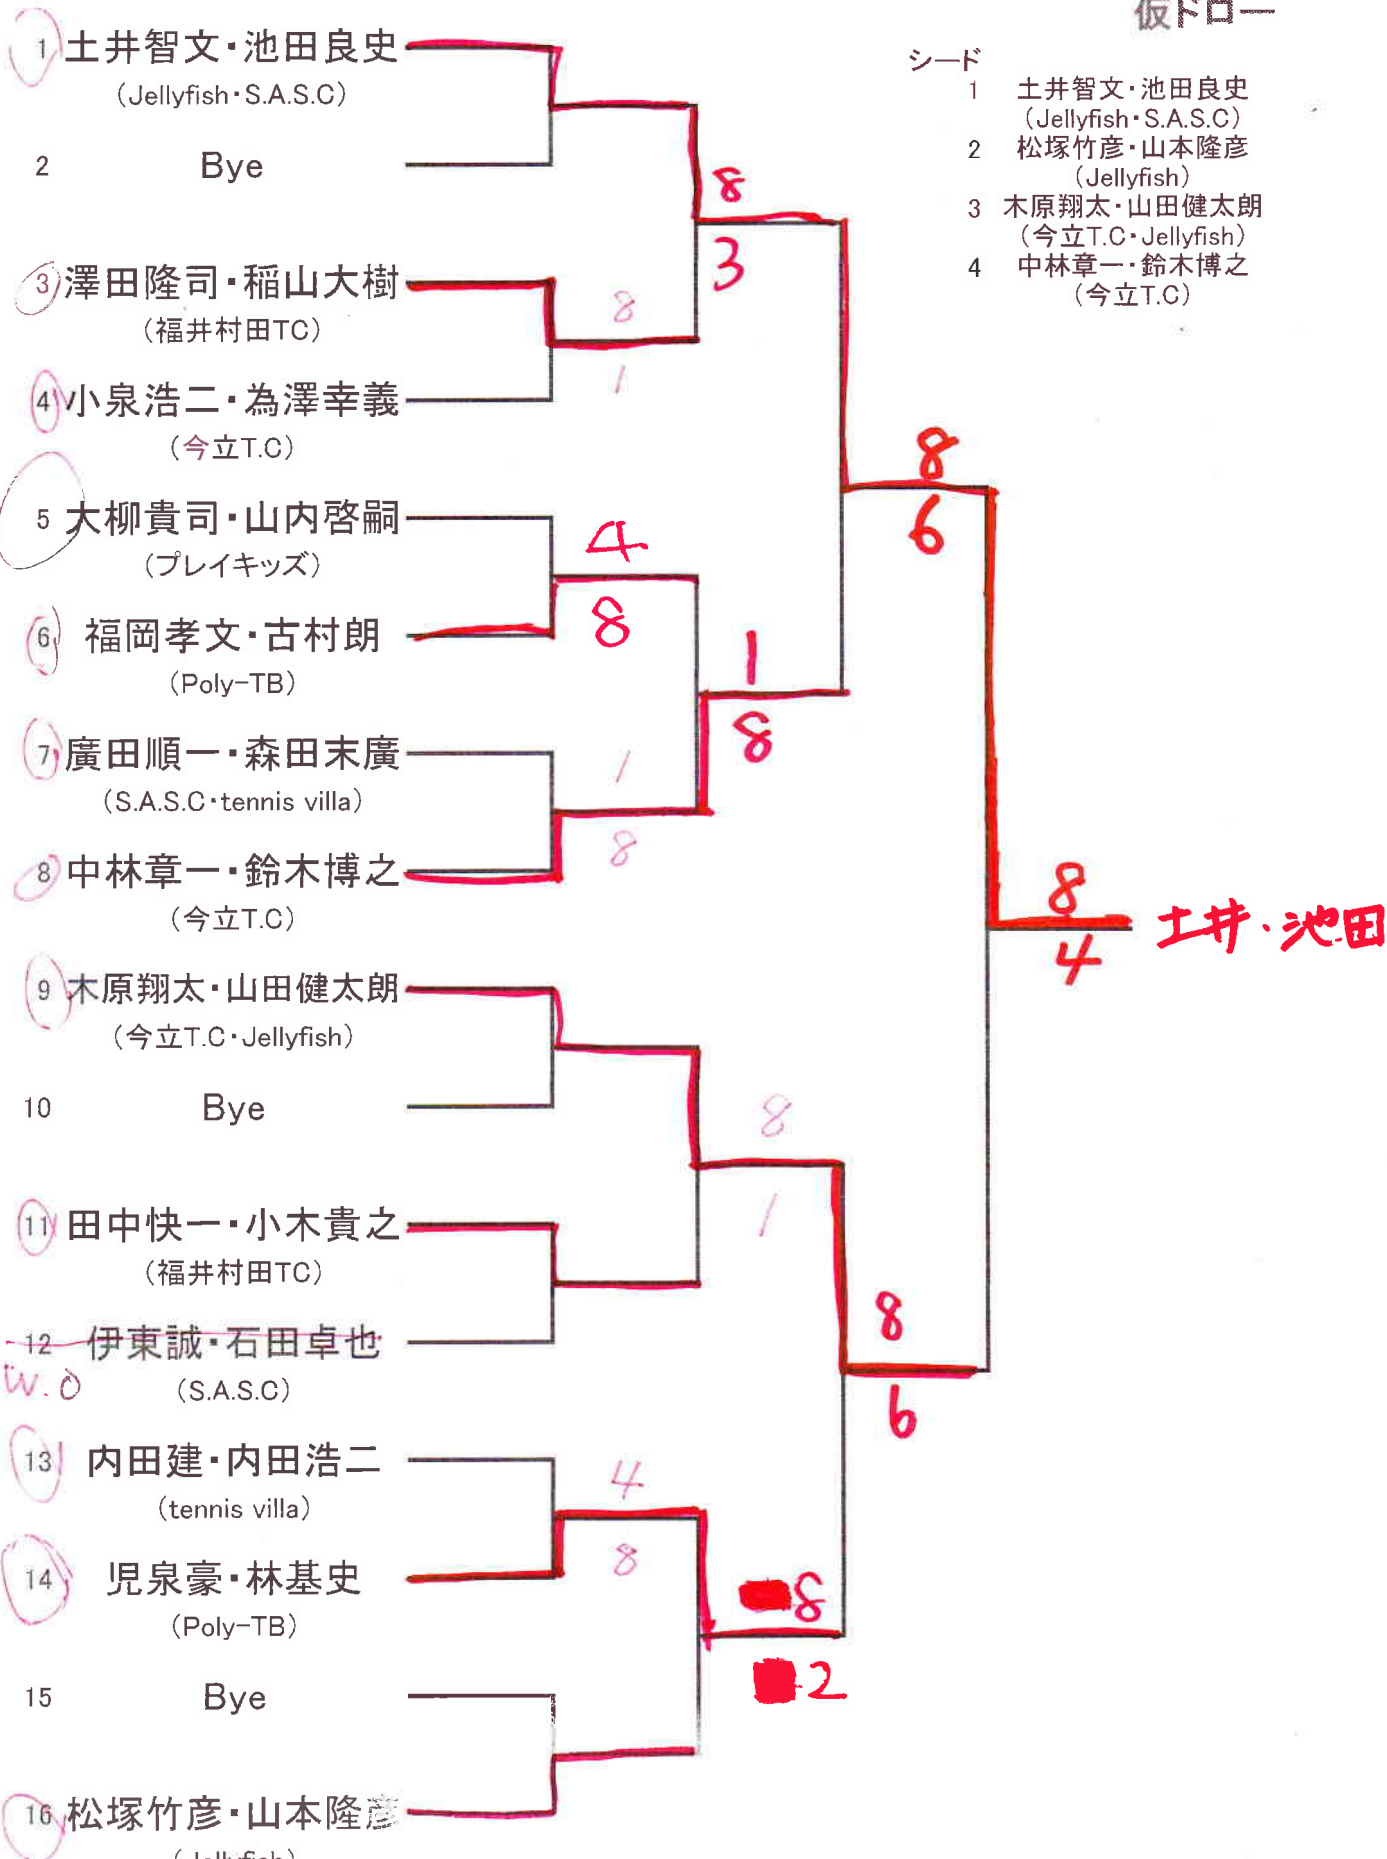 仮ドロー
シード
1 土井智文・池田良史
(Jellyfish・S.A.S.C)
2 松塚竹彦・山本隆彦
(Jellyfish)
3 木原翔太・山田健太朗
(今立T.C・Jellyfish)
4 中林章一・鈴木博之
(今立T.C)
1 土井智文・池田良史
(Jellyfish・S.A.S.C)
2 Bye
8
3
3 澤田隆司・稲山大樹
(福井村田TC)
8
1
4 小泉浩二・為澤幸義
(今立T.C)
8
6
5 大柳貴司・山内啓嗣
(プレイキッズ)
4
8
6 福岡孝文・古村朗
(Poly-TB)
1
8
7 廣田順一・森田末廣
(S.A.S.C・tennis villa)
1
8
8 中林章一・鈴木博之
(今立T.C)
8
4
土井・池田
9 木原翔太・山田健太朗
(今立T.C・Jellyfish)
10 Bye
8
1
11 田中快一・小木貴之
(福井村田TC)
12 伊東誠・石田卓也
W.O
(S.A.S.C)
8
6
13 内田建・内田浩二
(tennis villa)
4
8
14 児泉豪・林基史
(Poly-TB)
8
2
15 Bye
16 松塚竹彦・山本隆彦
(Jellyfish)